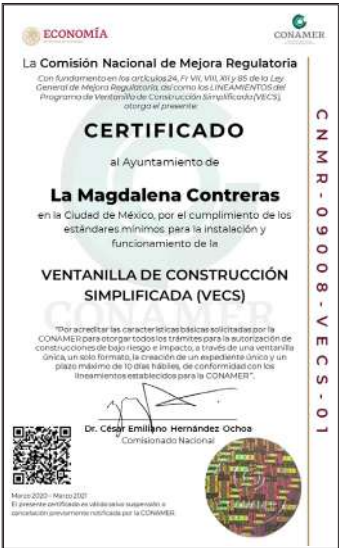 ECONOMÍA
CONAMER
La Comisión Nacional de Mejora Regulatoria
Con fundamento en los artículos 24, Fr VII, VIII, XII y 85 de la Ley
General de Mejora Regulatoria, así como los LINEAMIENTOS del
Programa de Ventanilla de Construcción Simplificada (VECS),
otorga el presente:
CERTIFICADO
al Ayuntamiento de
La Magdalena Contreras
en la Ciudad de México, por el cumplimiento de los
estándares mínimos para la instalación y
funcionamiento de la
VENTANILLA DE CONSTRUCCIÓN
SIMPLIFICADA (VECS)
CONAMER
"Por acreditar las características básicas solicitadas por la
CONAMER para otorgar todos los trámites para la autorización de
construcciones de bajo riesgo e impacto, a través de una ventanilla
única, un solo formato, la creación de un expediente único y un
plazo máximo de 10 días hábiles, de conformidad con los
lineamientos establecidos para la CONAMER".
Dr. César Emiliano Hernández Ochoa
Comisionado Nacional
Marzo 2020 - Marzo 2021
El presente certificado es válido salvo suspensión o
cancelación previamente notificada por la CONAMER.
CNMR-09008-VECS-01